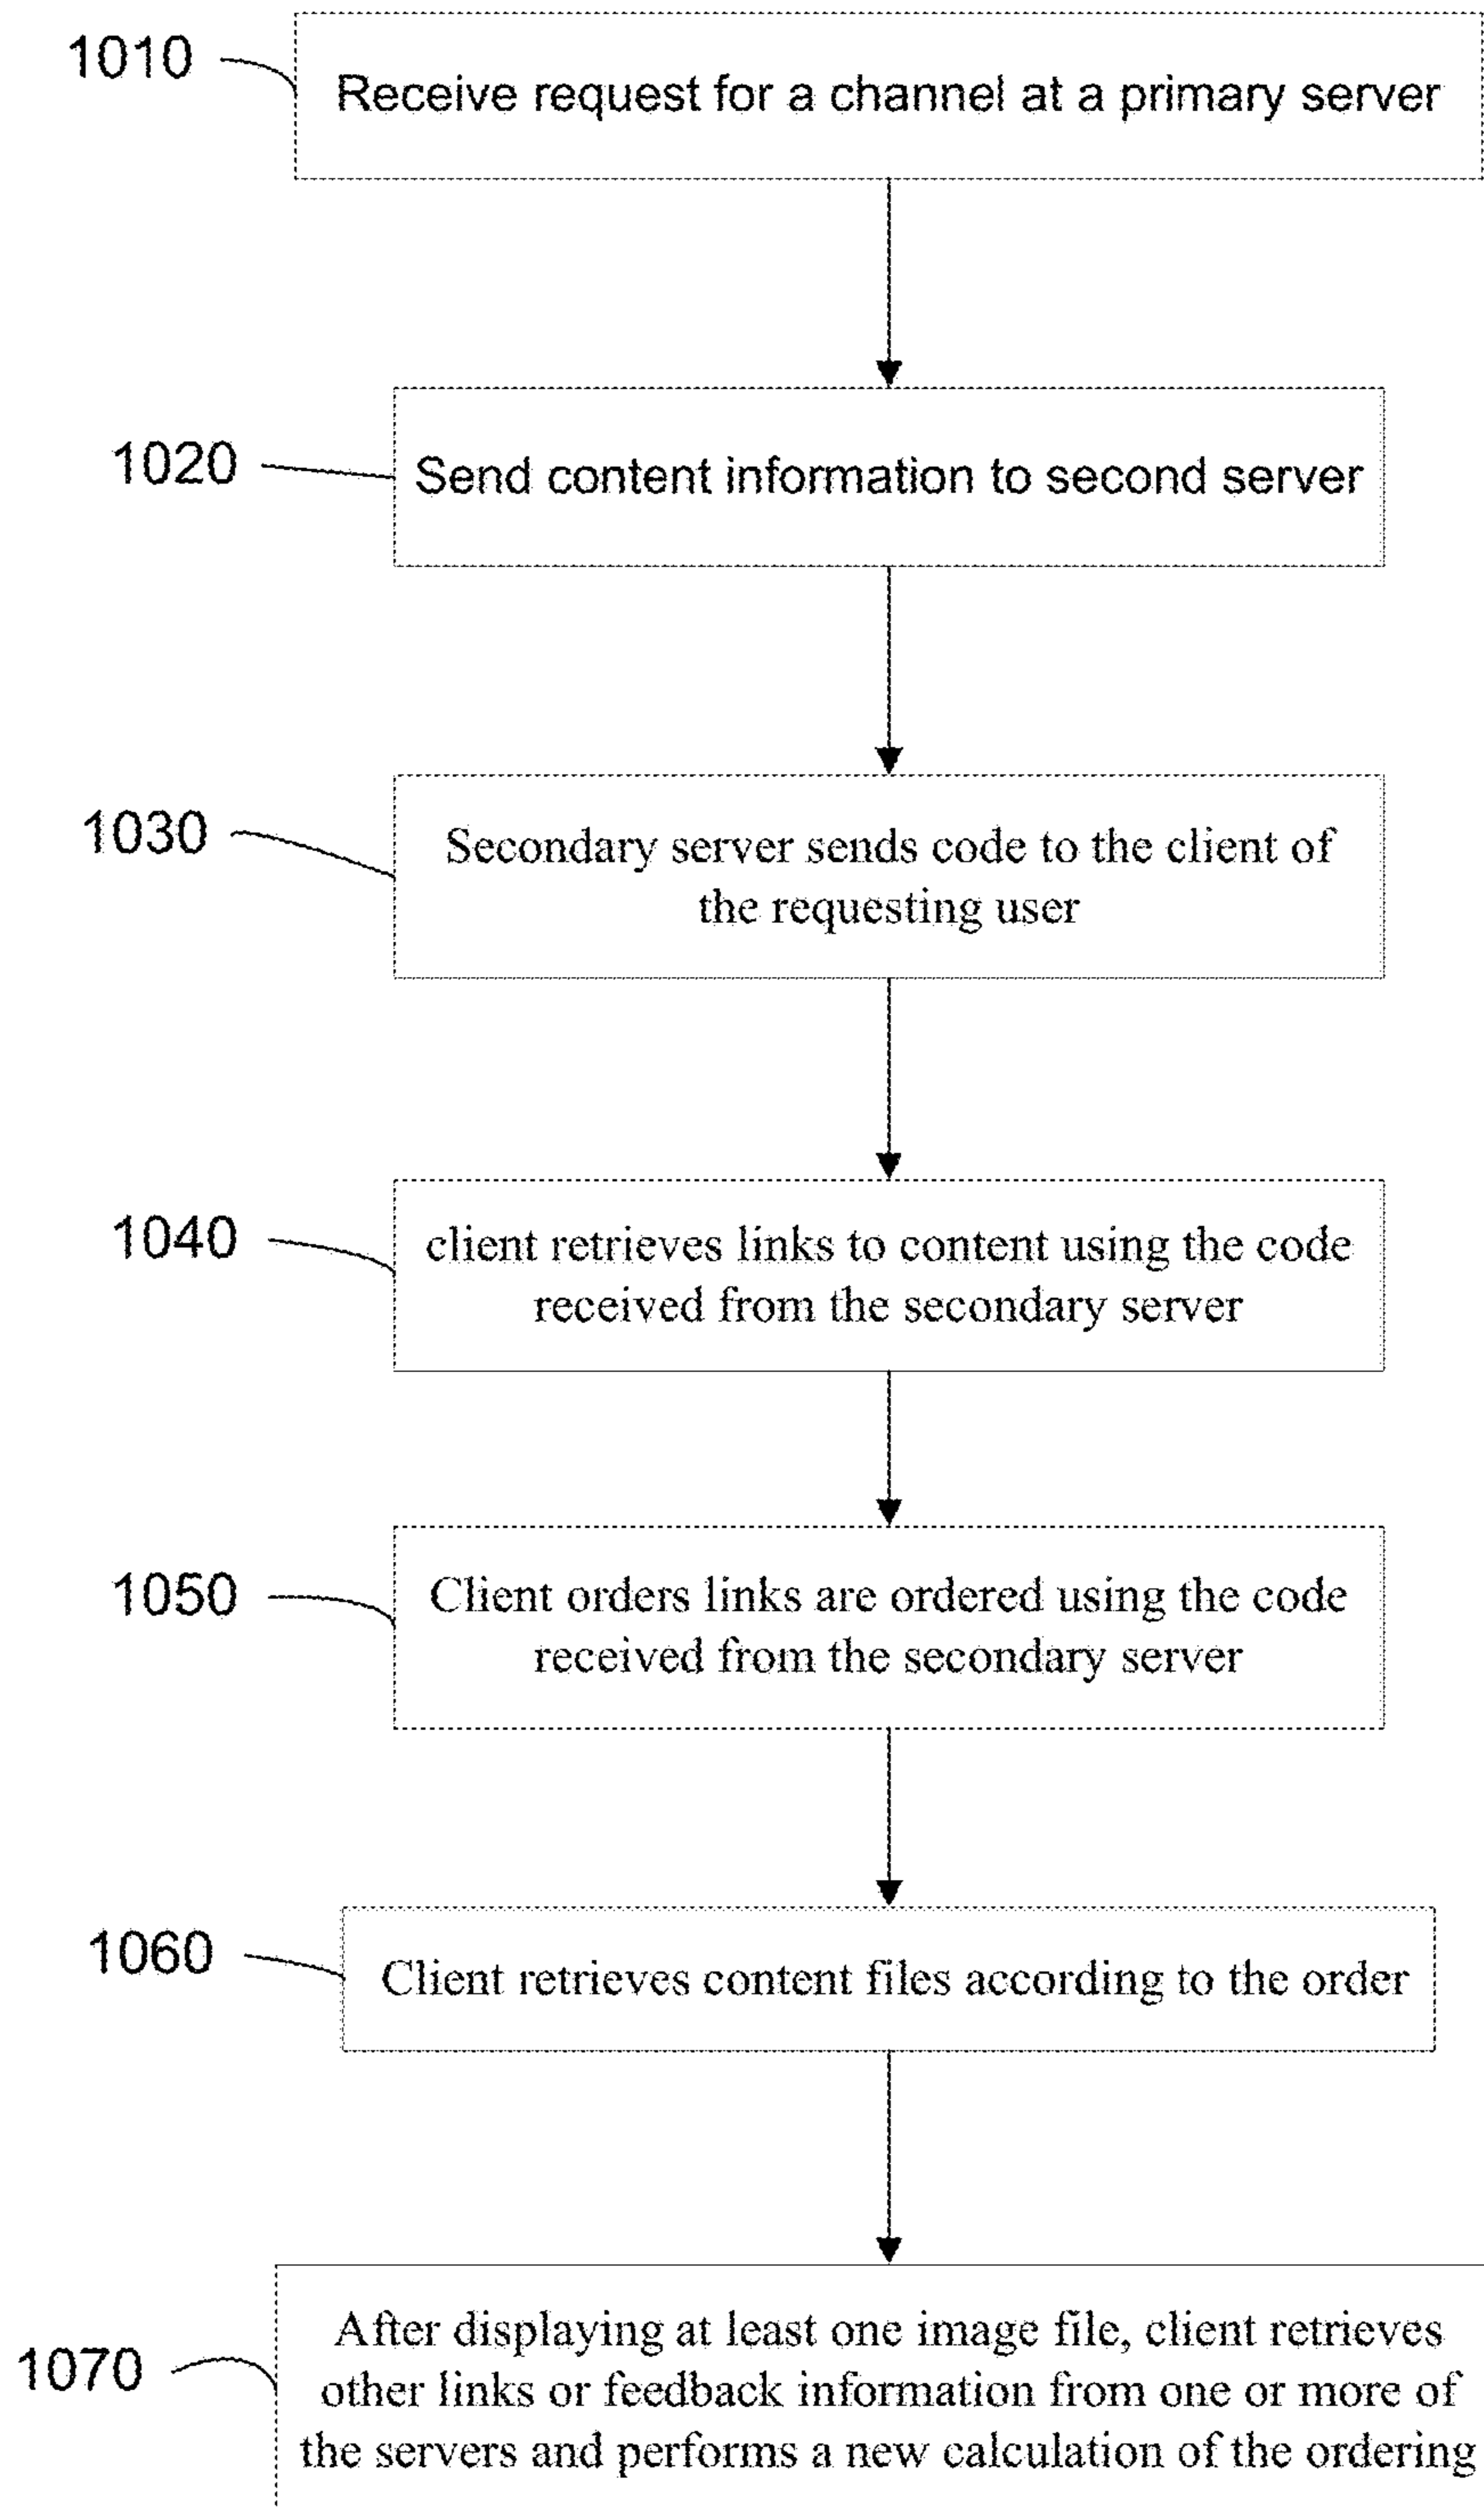 1010
Receive request for a channel at a primary server
1020
Send content information to second server
1030
Secondary server sends code to the client of
the requesting user
1040
client retrieves links to content using the code
received from the secondary server
1050
Client orders links are ordered using the code
received from the secondary server
1060
Client retrieves content files according to the order
1070
After displaying at least one image file, client retrieves
other links or feedback information from one or more of
the servers and performs a new calculation of the ordering